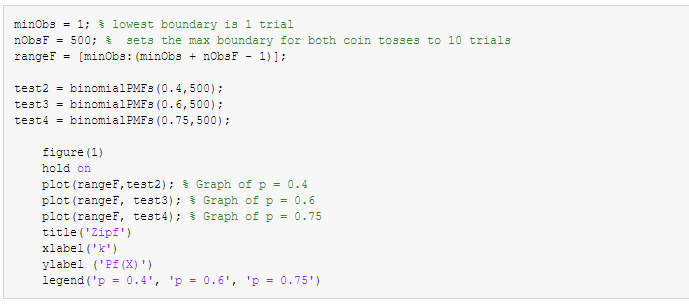 minObs = 1; % lowest boundary is 1 trial
nObsF = 500; %  sets the max boundary for both coin tosses to 10 trials
rangeF = [minObs:(minObs + nObsF - 1)];
test2 = binomialPMFs(0.4,500);
test3 = binomialPMFs(0.6,500);
test4 = binomialPMFs(0.75,500);
figure(1)
hold on
plot(rangeF,test2); % Graph of p = 0.4
plot(rangeF, test3); % Graph of p = 0.6
plot(rangeF, test4); % Graph of p = 0.75
title('Zipf')
xlabel('k')
ylabel ('Pf(X)')
legend('p = 0.4', 'p = 0.6', 'p = 0.75')